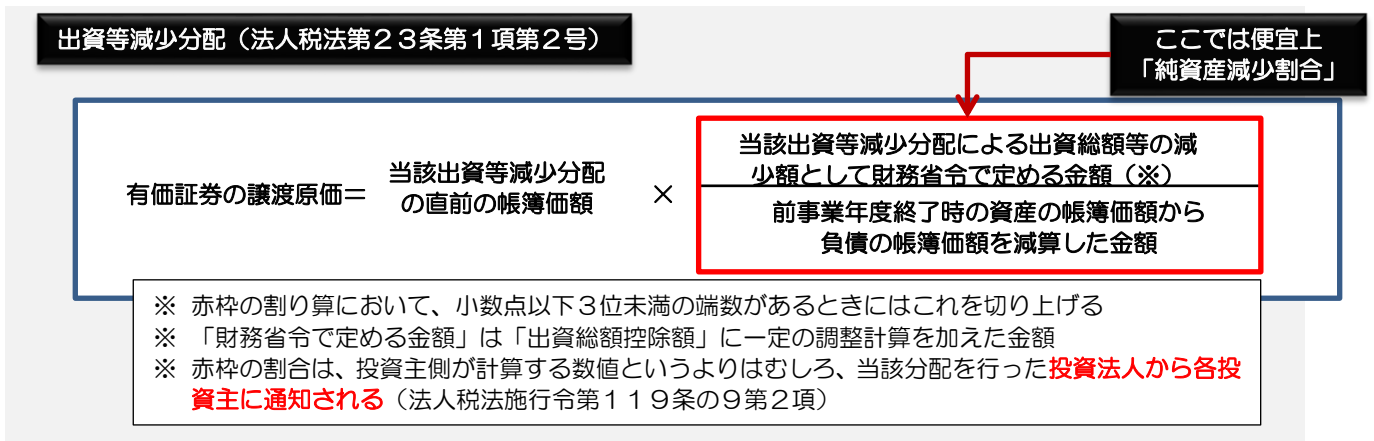 出資等減少分配（法人税法第２３条第１項第２号）
ここでは便宜上
「純資産減少割合」
有価証券の譲渡原価＝
当該出資等減少分配
の直前の帳簿価額
×
当該出資等減少分配による出資総額等の減
少額として財務省令で定める金額（※）
前事業年度終了時の資産の帳簿価額から
負債の帳簿価額を減算した金額
※ 赤枠の割り算において、小数点以下３位未満の端数があるときにはこれを切り上げる
※ 「財務省令で定める金額」は「出資総額控除額」に一定の調整計算を加えた金額
※ 赤枠の割合は、投資主側が計算する数値というよりはむしろ、当該分配を行った投資法人から各投
資主に通知される（法人税法施行令第１１９条の９第２項）